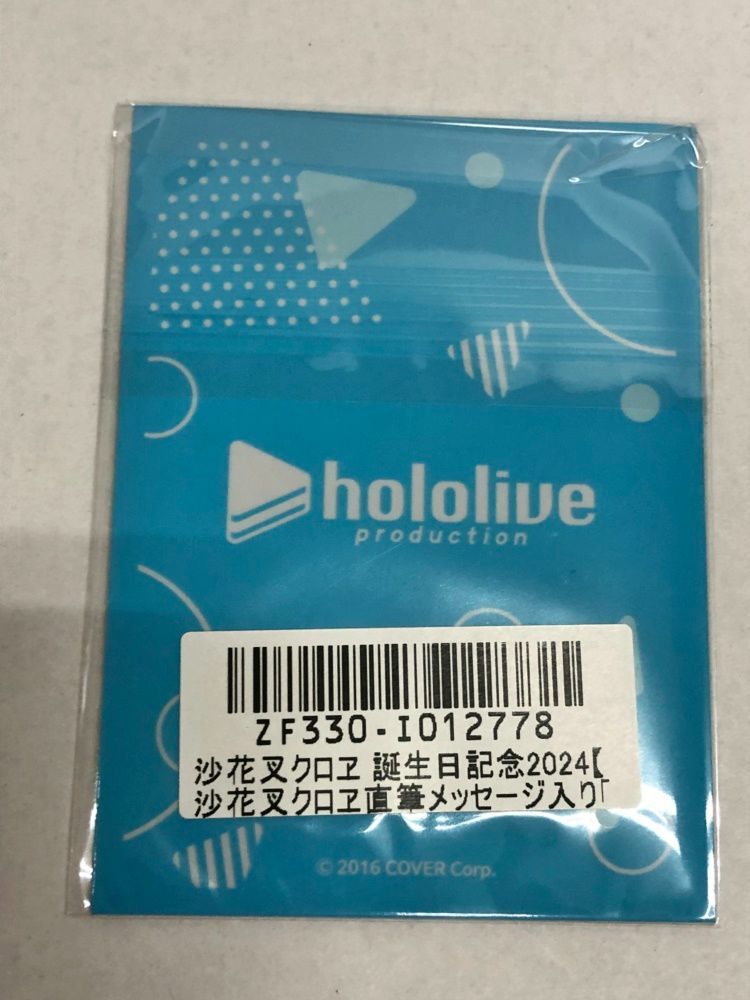 hololive
production
ZF330-I012778
沙花叉クロヱ 誕生日記念2024【
沙花叉クロヱ直筆メッセージ入り「
© 2016 COVER Corp.